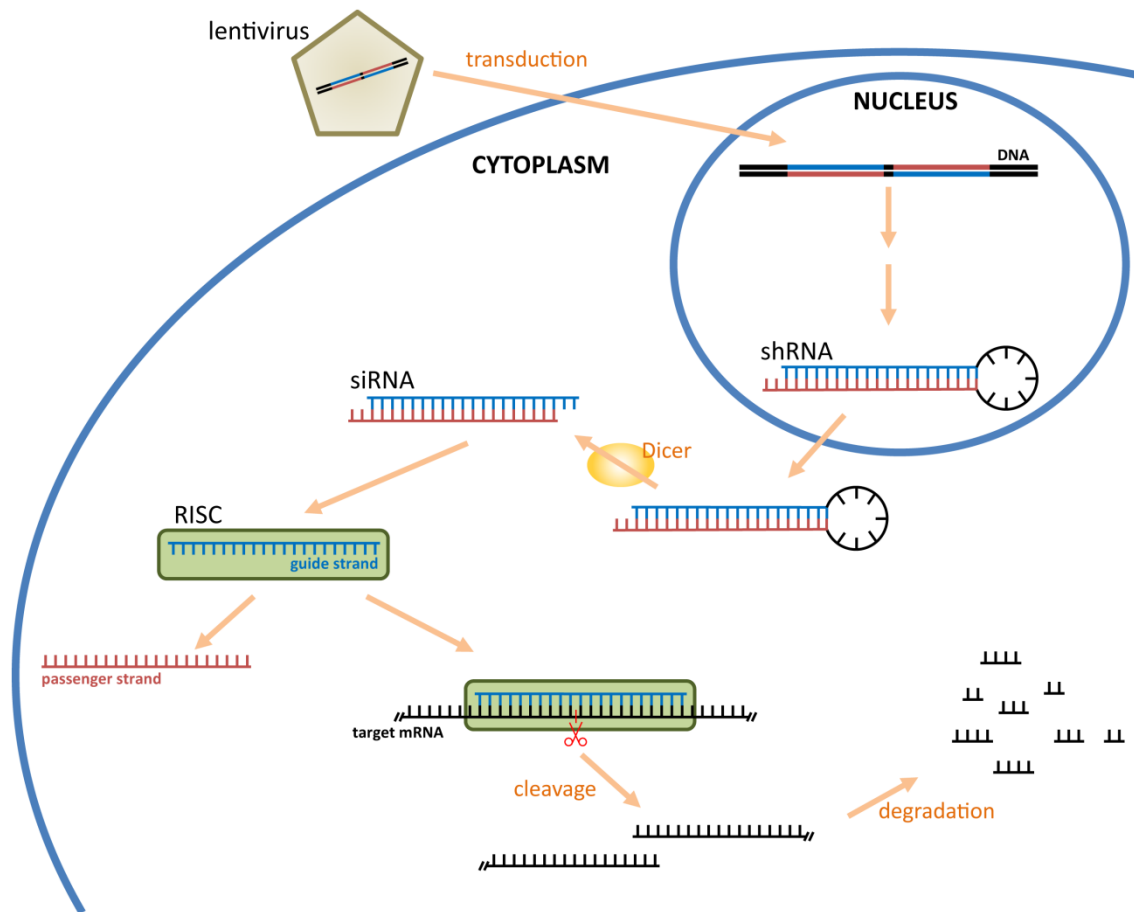 lentivirus
transduction
NUCLEUS
CYTOPLASM
DNA
shRNA
siRNA
Dicer
RISC
guide strand
passenger strand
target mRNA
cleavage
degradation